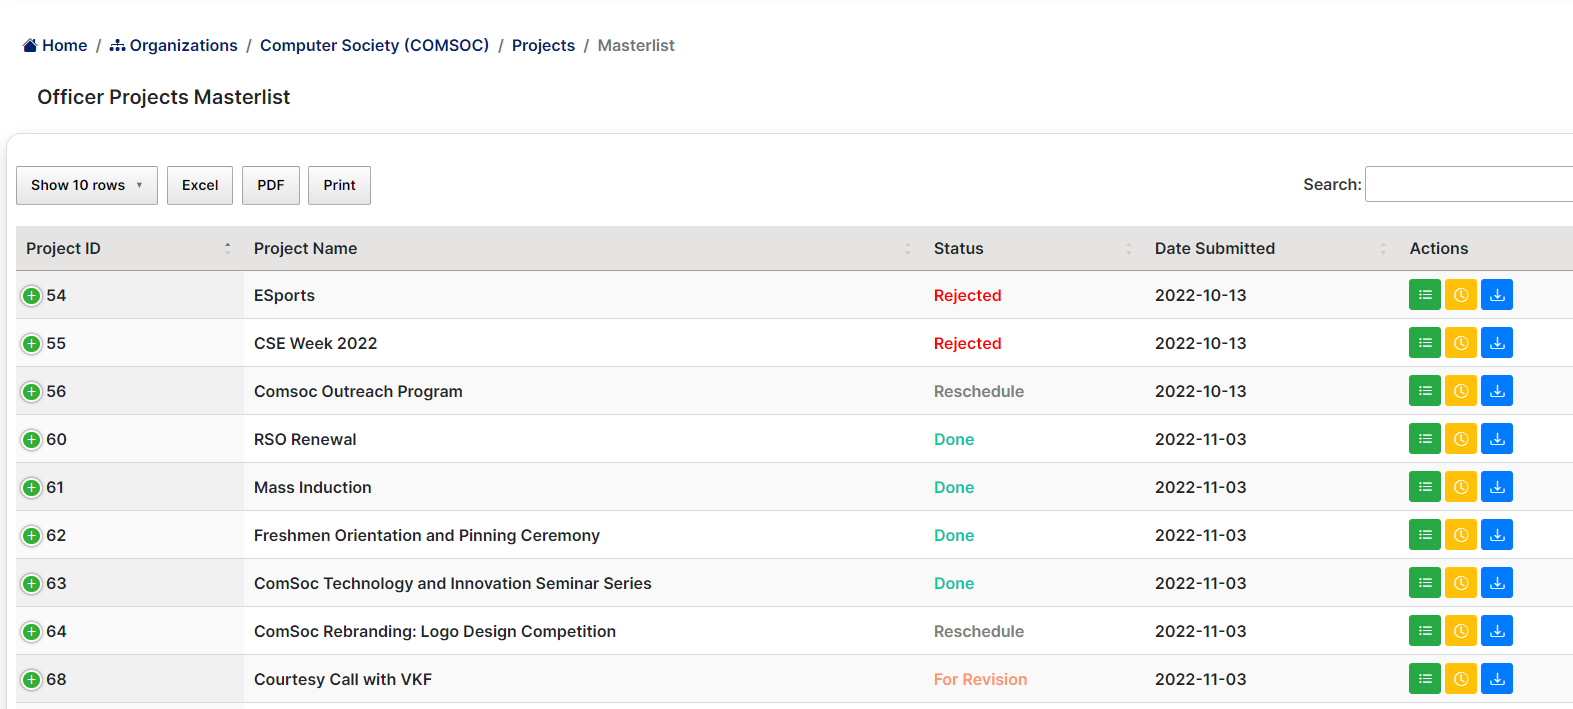 Home / Organizations / Computer Society (COMSOC) / Projects / Masterlist
Officer Projects Masterlist
Show 10 rows Excel PDF Print Search:
Project ID Project Name Status Date Submitted Actions
54 ESports Rejected 2022-10-13
55 CSE Week 2022 Rejected 2022-10-13
56 Comsoc Outreach Program Reschedule 2022-10-13
60 RSO Renewal Done 2022-11-03
61 Mass Induction Done 2022-11-03
62 Freshmen Orientation and Pinning Ceremony Done 2022-11-03
63 ComSoc Technology and Innovation Seminar Series Done 2022-11-03
64 ComSoc Rebranding: Logo Design Competition Reschedule 2022-11-03
68 Courtesy Call with VKF For Revision 2022-11-03